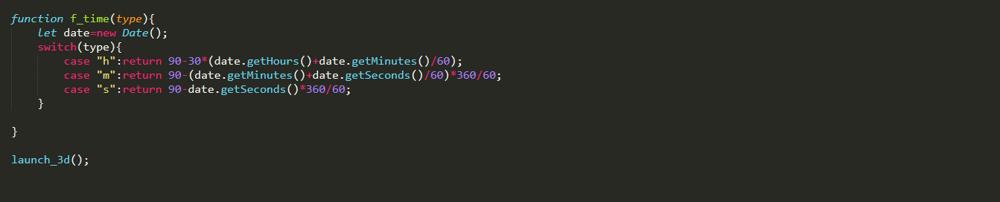 function f_time(type){
    let date=new Date();
    switch(type){
        case "h":return 90-30*(date.getHours()+date.getMinutes()/60);
        case "m":return 90-(date.getMinutes()+date.getSeconds()/60)*360/60;
        case "s":return 90-date.getSeconds()*360/60;
    }
}
launch_3d();